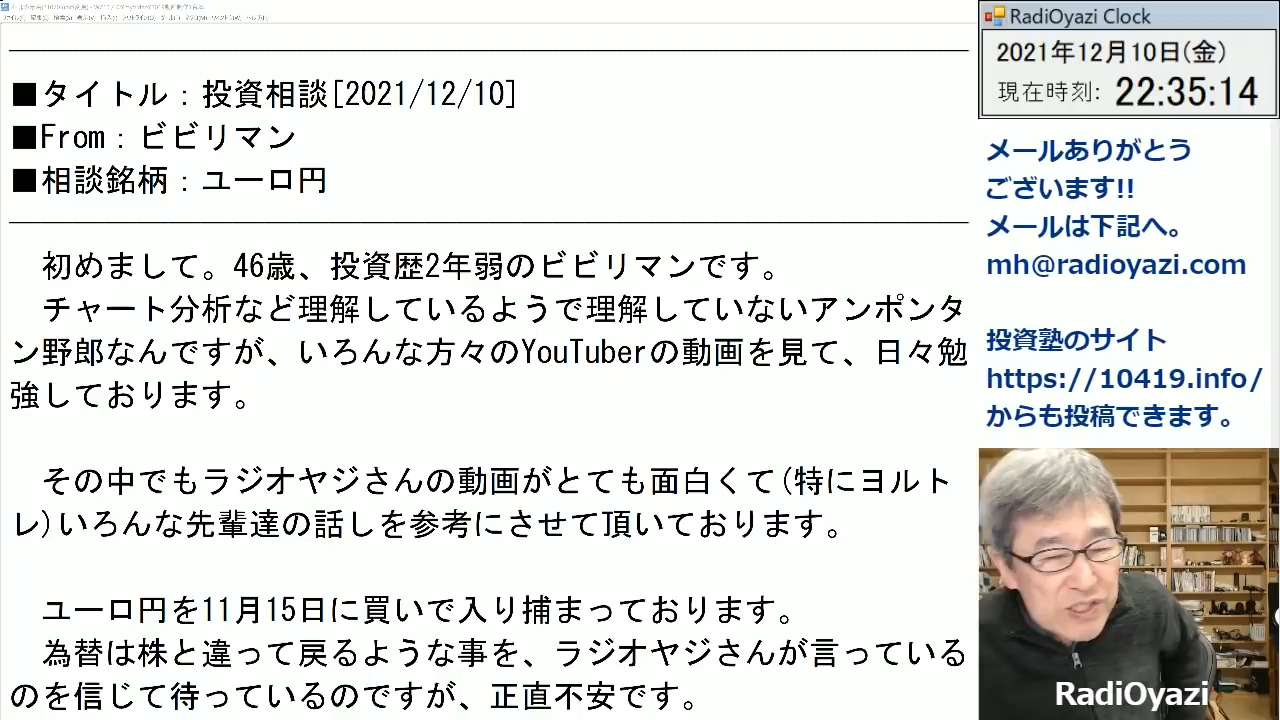 ■タイトル：投資相談[2021/12/10]
■From：ビビリマン
■相談銘柄：ユーロ円
初めまして。46歳、投資歴2年弱のビビリマンです。
チャート分析など理解しているようで理解していないアンポンタ
ン野郎なんですが、いろんな方々のYouTuberの動画を見て、日々勉
強しております。
その中でもラジオヤジさんの動画がとても面白くて(特にヨルト
レ)いろんな先輩達の話しを参考にさせて頂いております。
ユーロ円を11月15日に買いで入り捕まっております。
為替は株と違って戻るような事を、ラジオヤジさんが言っている
のを信じて待っているのですが、正直不安です。
RadiOyazi Clock
2021年12月10日(金)
現在時刻: 22:35:14
メールありがとう
ございます!!
メールは下記へ。
mh@radioyazi.com
投資塾のサイト
https://10419.info/
からも投稿できます。
RadiOyazi